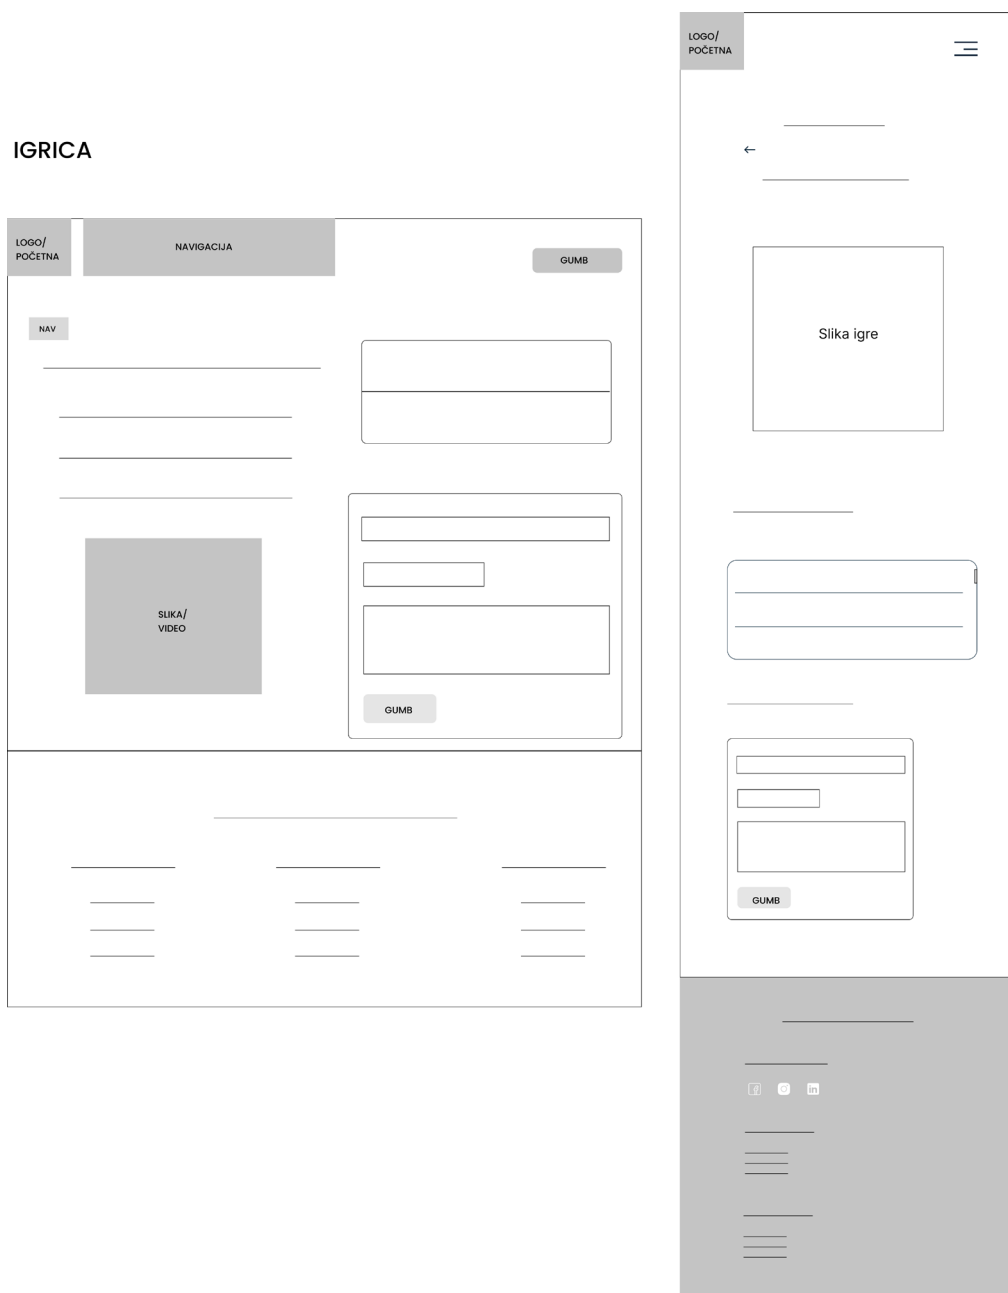 IGRICA
LOGO/
POČETNA
NAVIGACIJA
GUMB
NAV
SLIKA/
VIDEO
GUMB
LOGO/
POČETNA
Slika igre
GUMB